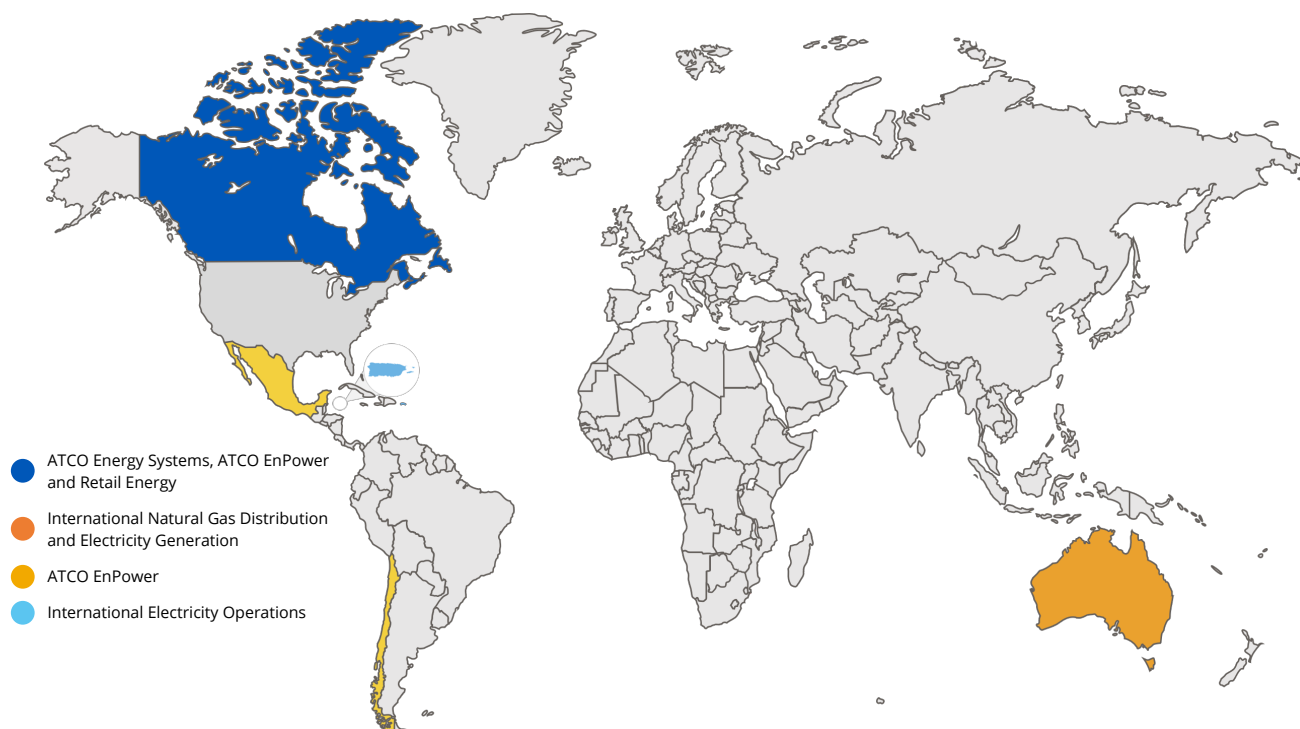 ATCO Energy Systems, ATCO EnPower
and Retail Energy
International Natural Gas Distribution
and Electricity Generation
ATCO EnPower
International Electricity Operations